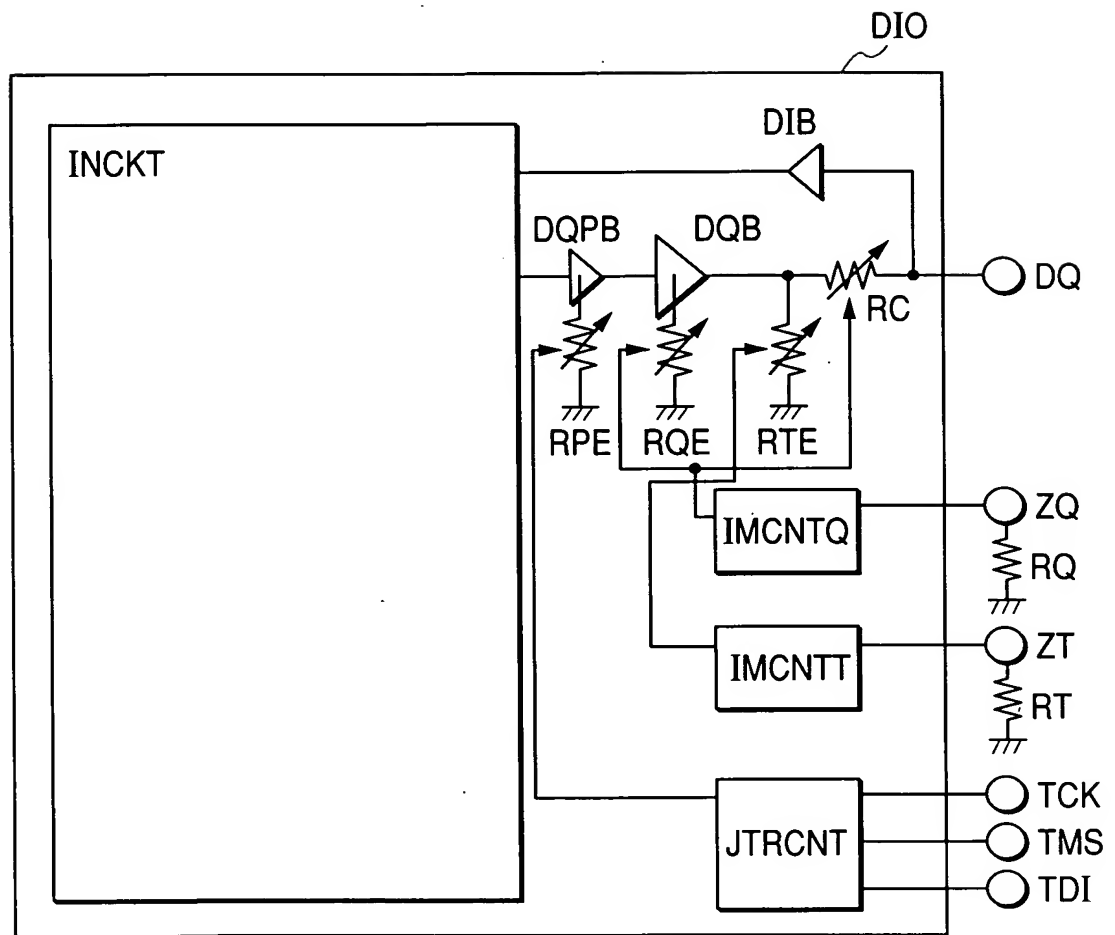 DIO
DIB
INCKT
DQPB
DQB
DQ
RC
RPE
RQE
RTE
IMCNTQ
ZQ
RQ
IMCNTT
ZT
RT
JTRCNT
TCK
TMS
TDI